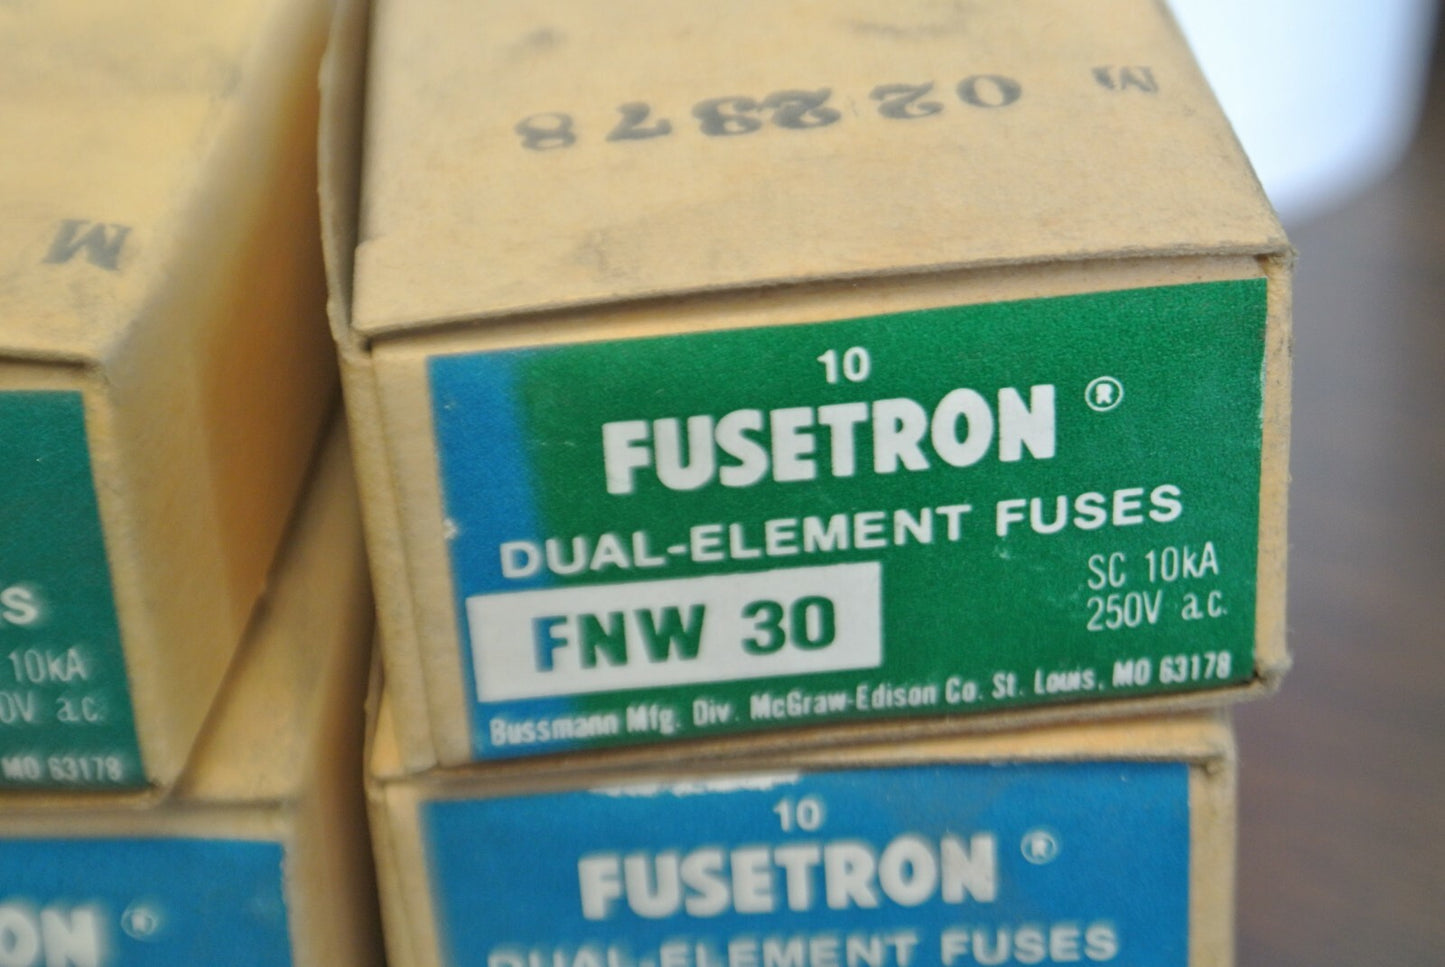 M
M
10
FUSETRON ®
DUAL-ELEMENT FUSES
FNW 30
SC 10kA
250V a.c.
Bussmann Mfg. Div. McGraw-Edison Co. St. Louis, MO 63178
S
10kA
0V a.c.
MO 63178
10
FUSETRON ®
DUAL-ELEMENT FUSES
ON ®